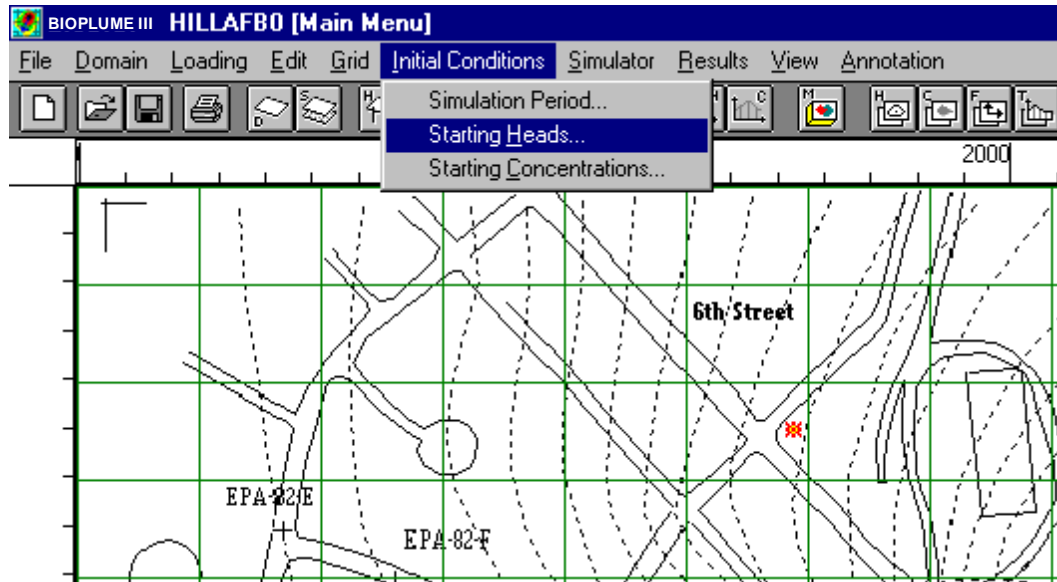 BIOPLUME III HILLAFB0 [Main Menu]
File Domain Loading Edit Grid Initial Conditions Simulator Results View Annotation
D S H H C M H C F T
Simulation Period...
Starting Heads...
Starting Concentrations...
2000
6th Street
EPA-82-E
EPA-82-F